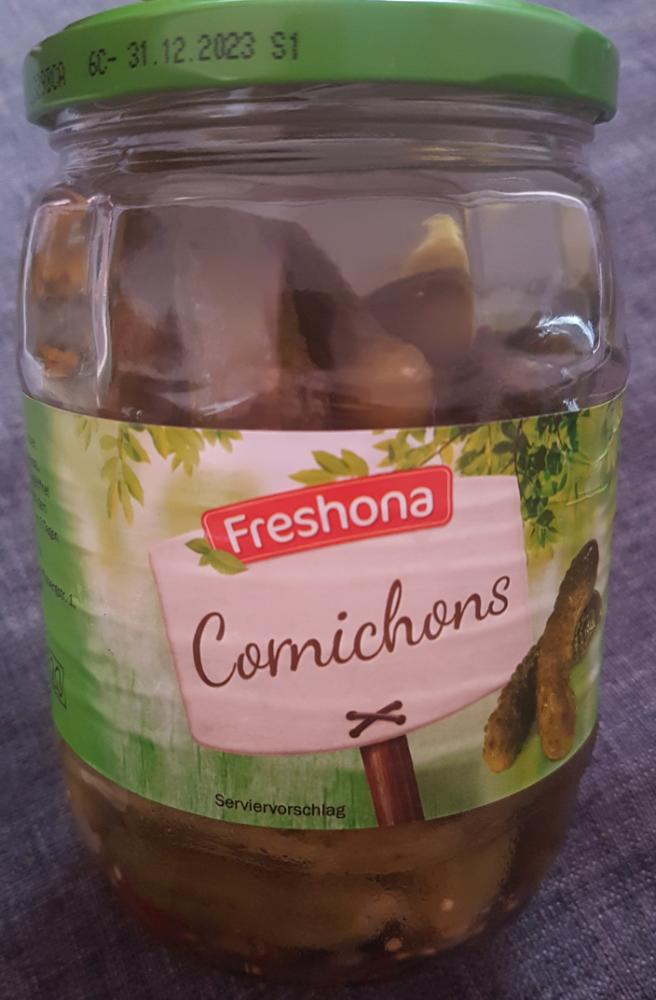 6C- 31.12.2023 S1
Freshona
Cornichons
Serviervorschlag